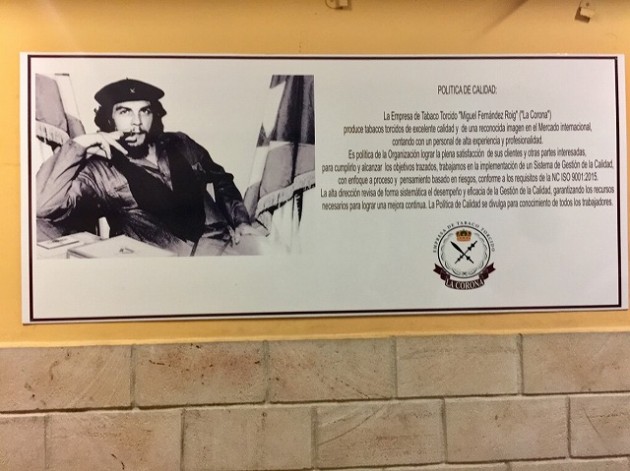 POLITICA DE CALIDAD:
La Empresa de Tabaco Torcido "Miguel Fernández Roig" ("La Corona")
produce tabacos torcidos de excelente calidad y de una reconocida imagen en el Mercado internacional,
contando con un personal de alta experiencia y profesionalidad.
Es política de la Organización lograr la plena satisfacción de sus clientes y otras partes interesadas,
para cumplirlo y alcanzar los objetivos trazados, trabajamos en la implementación de un Sistema de Gestión de la Calidad,
con enfoque a proceso y pensamiento basado en riesgos, conforme a los requisitos de la NC ISO 9001:2015.
La alta dirección revisa de forma sistemática el desempeño y eficacia de la Gestión de la Calidad, garantizando los recursos
necesarios para lograr una mejora continua. La Política de Calidad se divulga para conocimiento de todos los trabajadores.
EMPRESA DE TABACO TORCIDO
LA CORONA